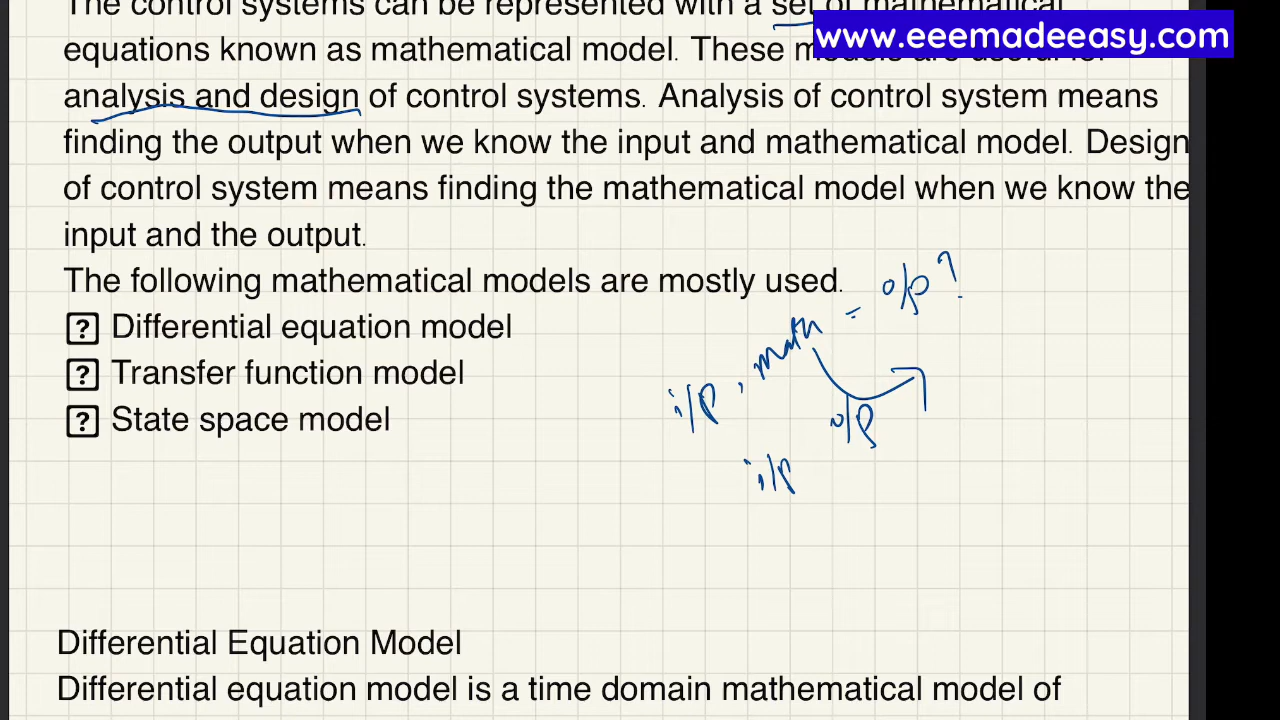 The control systems can be represented with a set of mathematical
www.eeemadeeasy.com
equations known as mathematical model. These models are useful for
analysis and design of control systems. Analysis of control system means
finding the output when we know the input and mathematical model. Design
of control system means finding the mathematical model when we know the
input and the output.
The following mathematical models are mostly used.
? Differential equation model
? Transfer function model
? State space model
i/p , math = o/p ?
o/p
i/p
Differential Equation Model
Differential equation model is a time domain mathematical model of